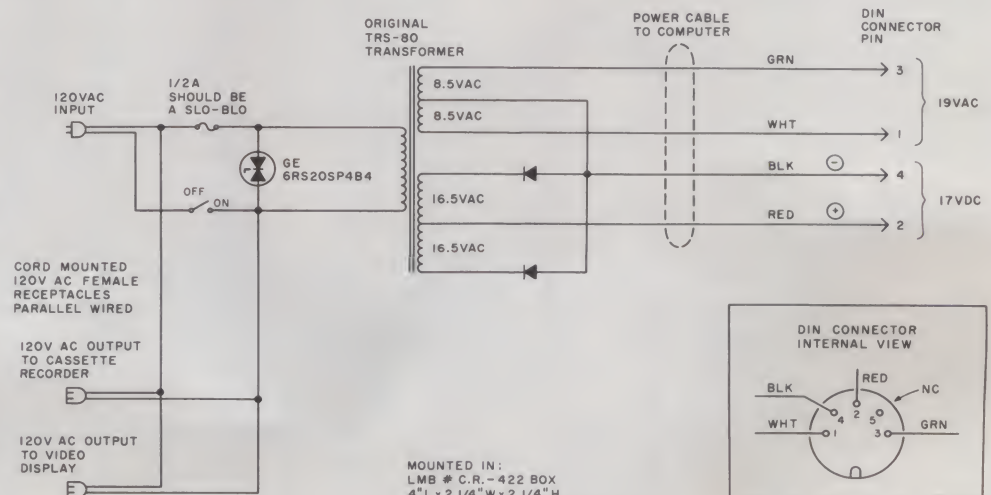 ORIGINAL
TRS-80
TRANSFORMER
POWER CABLE
TO COMPUTER
DIN
CONNECTOR
PIN
120VAC
INPUT
1/2A
SHOULD BE
A SLO-BLO
GE
6RS20SP4B4
OFF
ON
8.5VAC
8.5VAC
16.5VAC
16.5VAC
GRN
3
WHT
1
19VAC
BLK
-
4
RED
+
2
17VDC
CORD MOUNTED
120V AC FEMALE
RECEPTACLES
PARALLEL WIRED
120V AC OUTPUT
TO CASSETTE
RECORDER
120V AC OUTPUT
TO VIDEO
DISPLAY
MOUNTED IN:
LMB # C.R.-422 BOX
4"L x 2 1/4"W x 2 1/4"H
DIN CONNECTOR
INTERNAL VIEW
RED
BLK
NC
4
2
5
WHT
1
3
GRN